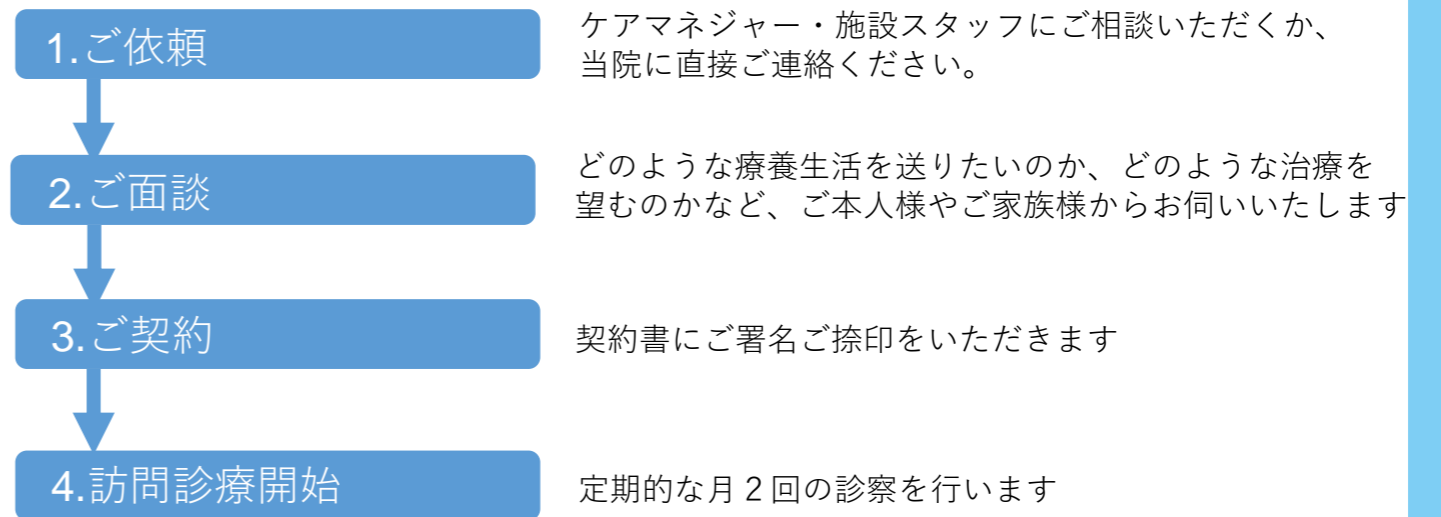 1.ご依頼
ケアマネジャー・施設スタッフにご相談いただくか、
当院に直接ご連絡ください。
2.ご面談
どのような療養生活を送りたいのか、どのような治療を
望むのかなど、ご本人様やご家族様からお伺いいたします
3.ご契約
契約書にご署名ご捺印をいただきます
4.訪問診療開始
定期的な月２回の診察を行います